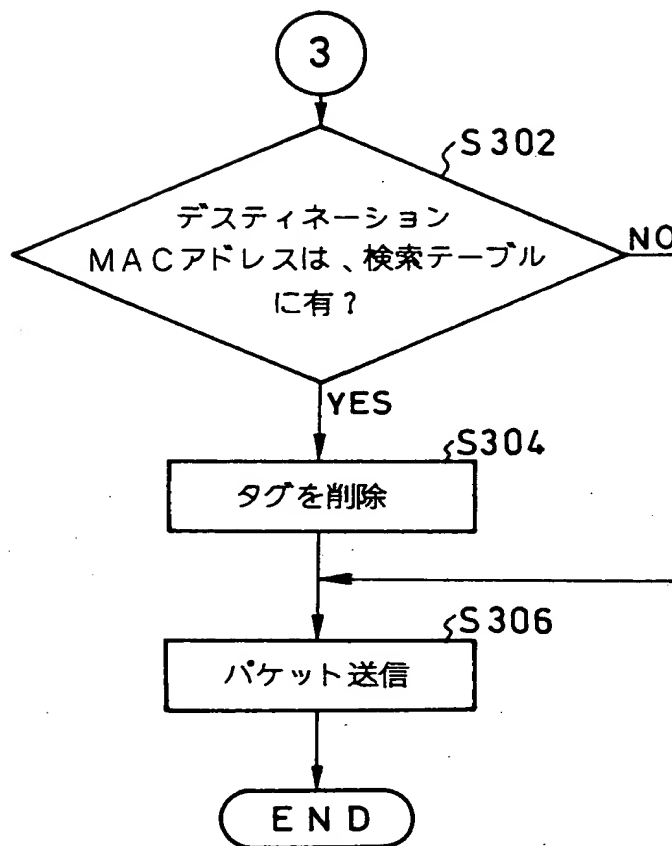 3
S302
デスティネーション
MACアドレスは、検索テーブル
に有?
NO
YES
S304
タグを削除
S306
パケット送信
END